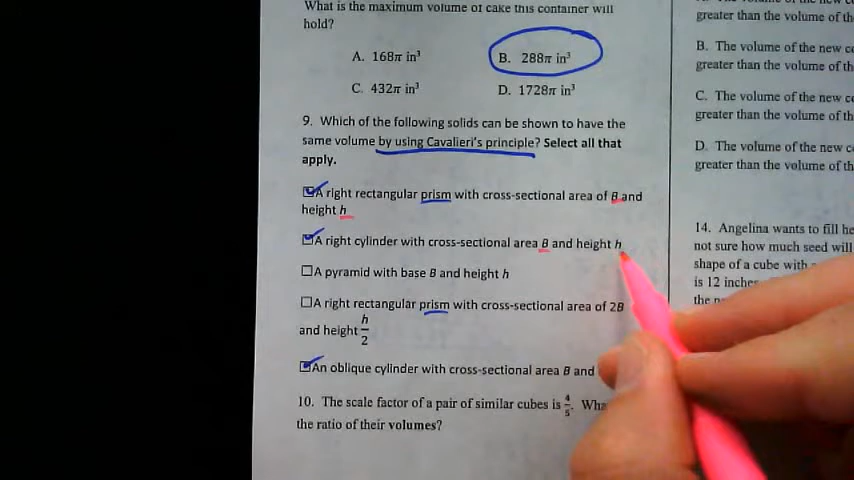 What is the maximum volume of cake this container will
hold?
A. 168π in³
B. 288π in³
C. 432π in³
D. 1728π in³
9. Which of the following solids can be shown to have the
same volume by using Cavalieri's principle? Select all that
apply.
A right rectangular prism with cross-sectional area of B and
height h
A right cylinder with cross-sectional area B and height h
A pyramid with base B and height h
A right rectangular prism with cross-sectional area of 2B
and height h/2
An oblique cylinder with cross-sectional area B and
10. The scale factor of a pair of similar cubes is 4/5.
the ratio of their volumes?
greater than the volume of
B. The volume of the new
greater than the volume of
C. The volume of the new
greater than the volume of
D. The volume of the new
greater than the volume of
14. Angelina wants to fill
not sure how much seed will
shape of a cube with
is 12 inches
the